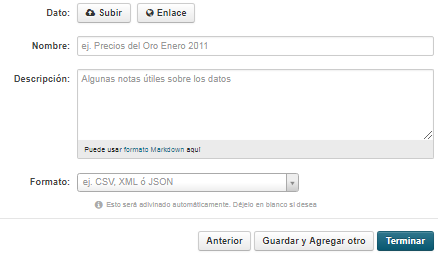 Dato: Subir Enlace
Nombre: ej. Precios del Oro Enero 2011
Descripción: Algunas notas útiles sobre los datos
Puede usar formato Markdown aquí
Formato: ej. CSV, XML ó JSON
Esto será adivinado automáticamente. Déjelo en blanco si desea
Anterior Guardar y Agregar otro Terminar